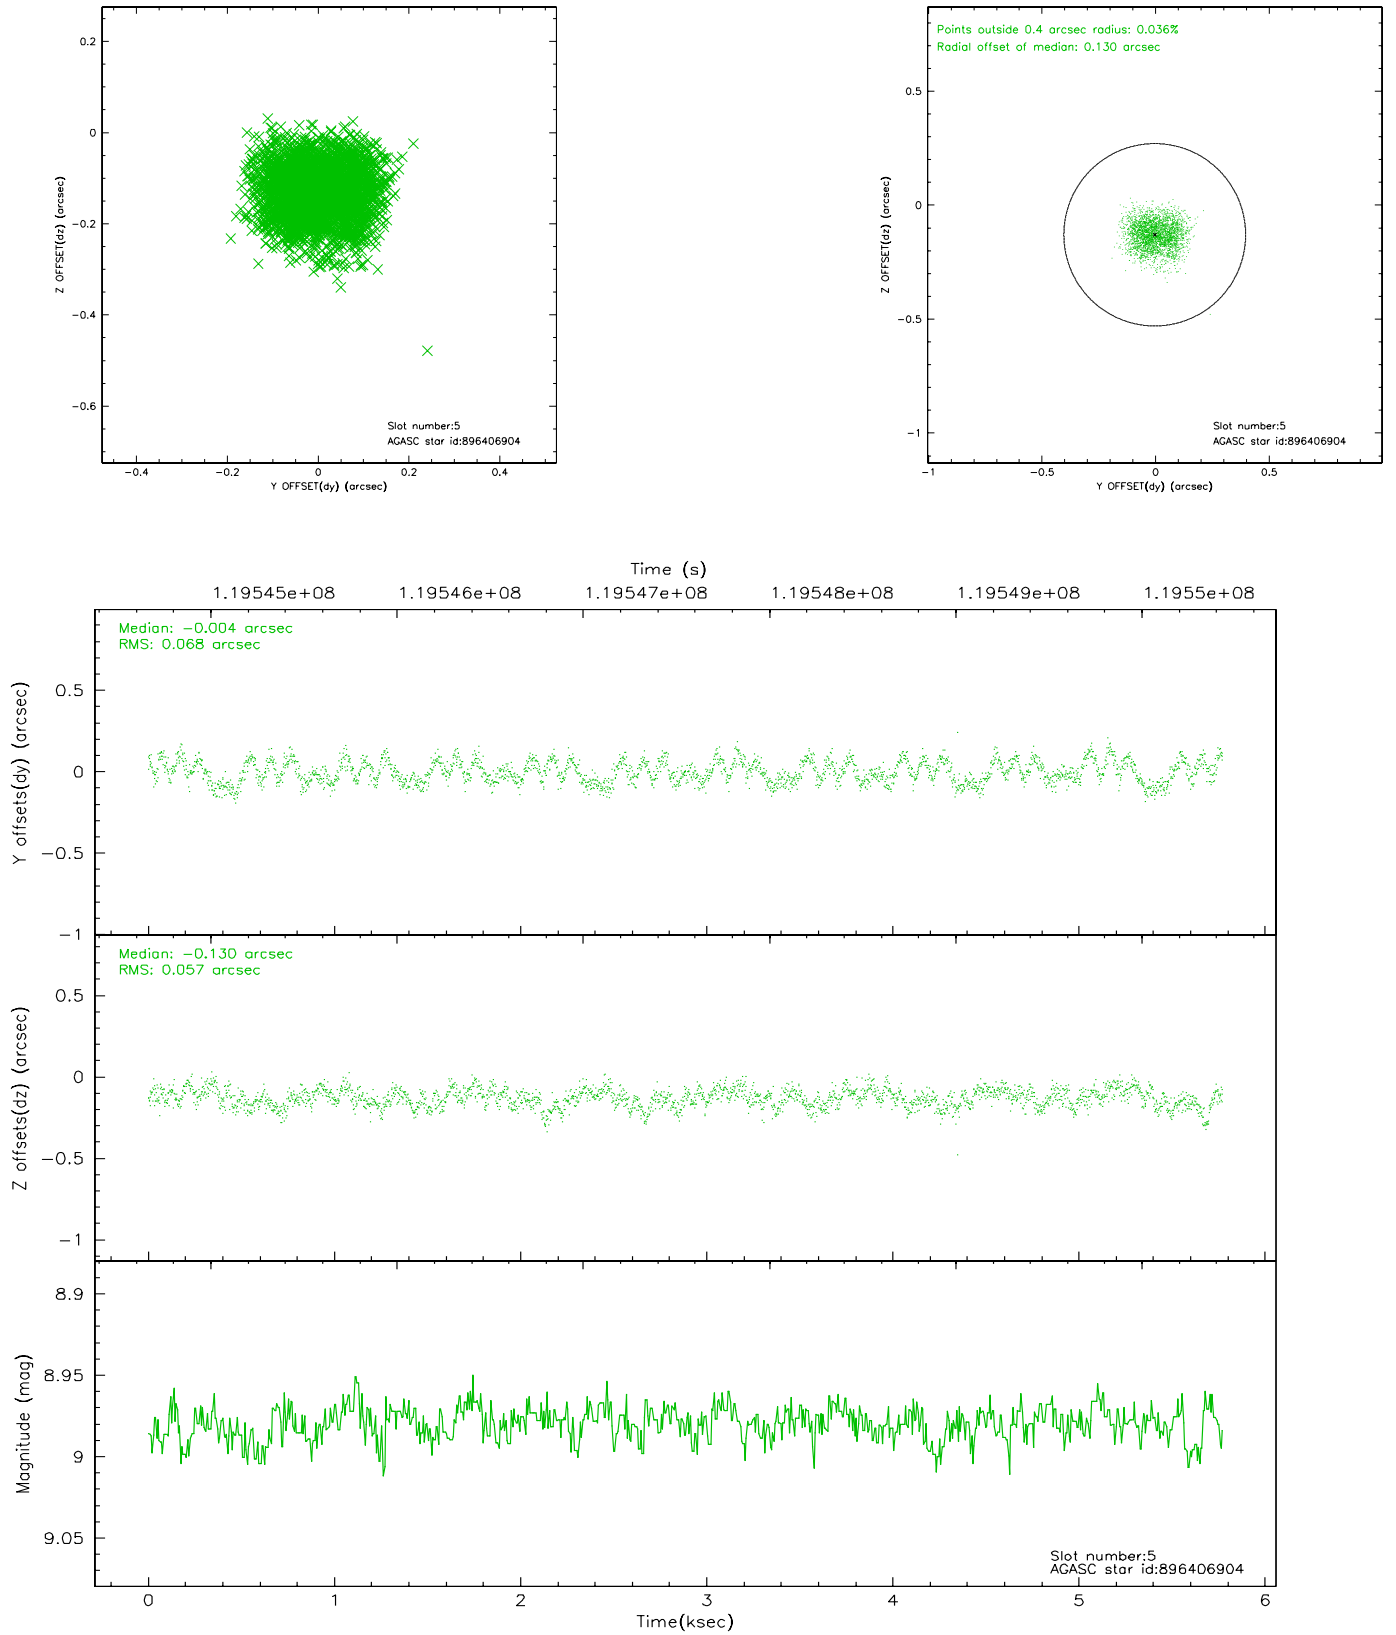 0.2
0
−0.2
−0.4
−0.6
Z OFFSET(dz) (arcsec)
Slot number:5
AGASC star id:896406904
−0.4
−0.2
0
0.2
0.4
Y OFFSET(dy) (arcsec)
Points outside 0.4 arcsec radius: 0.036%
Radial offset of median: 0.130 arcsec
0.5
0
−0.5
−1
Z OFFSET(dz) (arcsec)
Slot number:5
AGASC star id:896406904
−1
−0.5
0
0.5
Y OFFSET(dy) (arcsec)
Time (s)
1.19545e+08
1.19546e+08
1.19547e+08
1.19548e+08
1.19549e+08
1.1955e+08
Median: −0.004 arcsec
RMS: 0.068 arcsec
0.5
0
−0.5
−1
Y offsets(dy) (arcsec)
Median: −0.130 arcsec
RMS: 0.057 arcsec
0.5
0
−0.5
−1
Z offsets(dz) (arcsec)
8.9
8.95
9
9.05
Magnitude (mag)
Slot number:5
AGASC star id:896406904
0
1
2
3
4
5
6
Time(ksec)